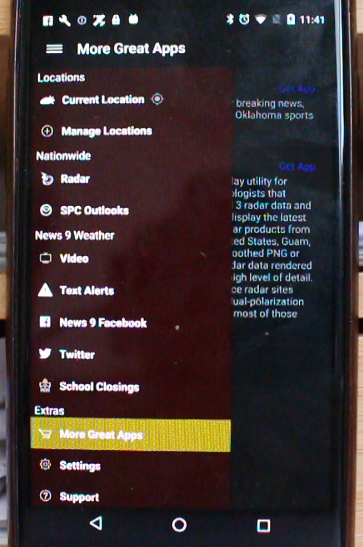 11:41
More Great Apps
Locations
Current Location
Manage Locations
Nationwide
Radar
SPC Outlooks
News 9 Weather
Video
Text Alerts
News 9 Facebook
Twitter
School Closings
Extras
More Great Apps
Settings
Support
Get App
breaking news,
Oklahoma sports
Get App
lay utility for
ologists that
l 3 radar data and
display the latest
ar products from
ted States, Guam,
oothed PNG or
dar data rendered
igh level of detail.
ce radar sites
ual-polarization
most of those